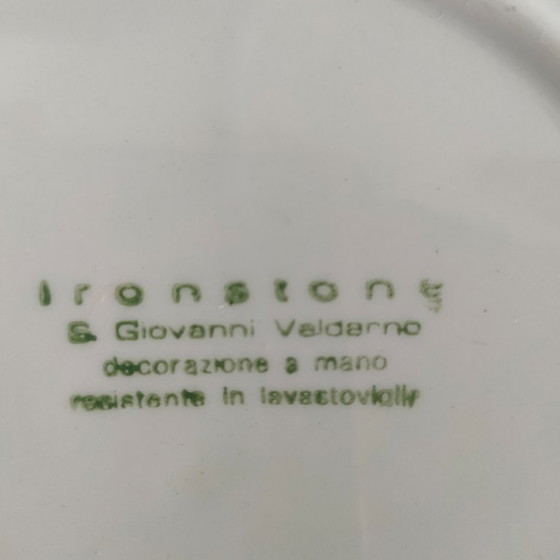 Ironstone
S. Giovanni Valdarno
decorazione a mano
resistente in lavastoviglie